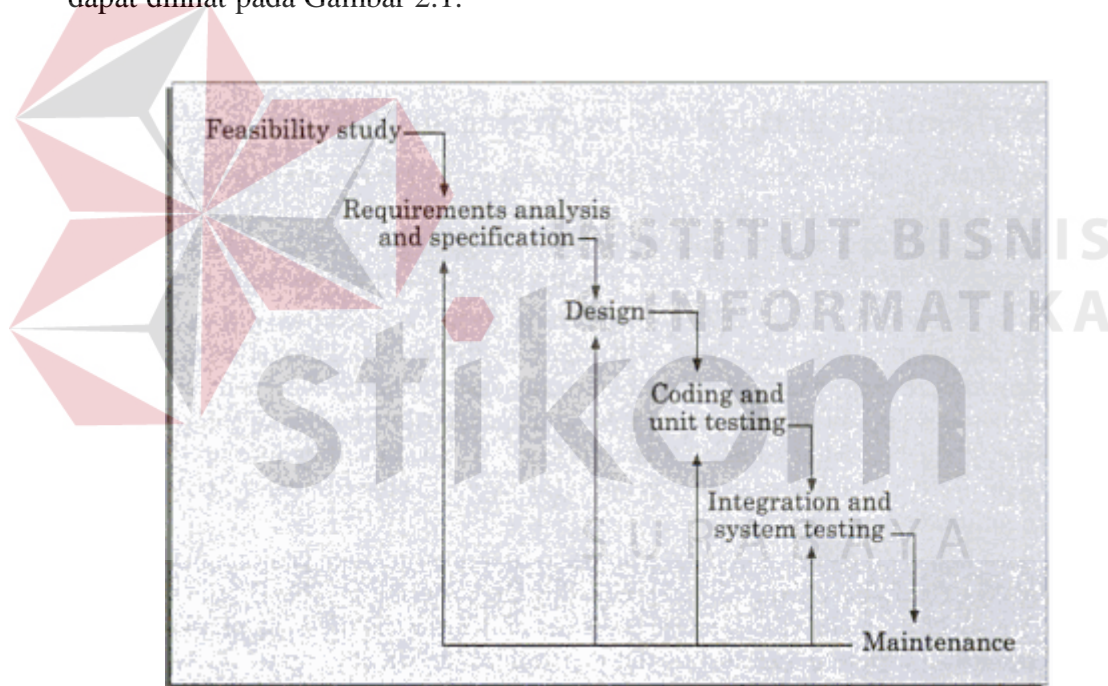 dapat dilihat pada Gambar 2.1.
Feasibility study
Requirements analysis
and specification
INSTITUT BISNIS
Design
INFORMATIKA
stikom
Coding and
unit testing
Integration and
system testing
SURABAYA
Maintenance